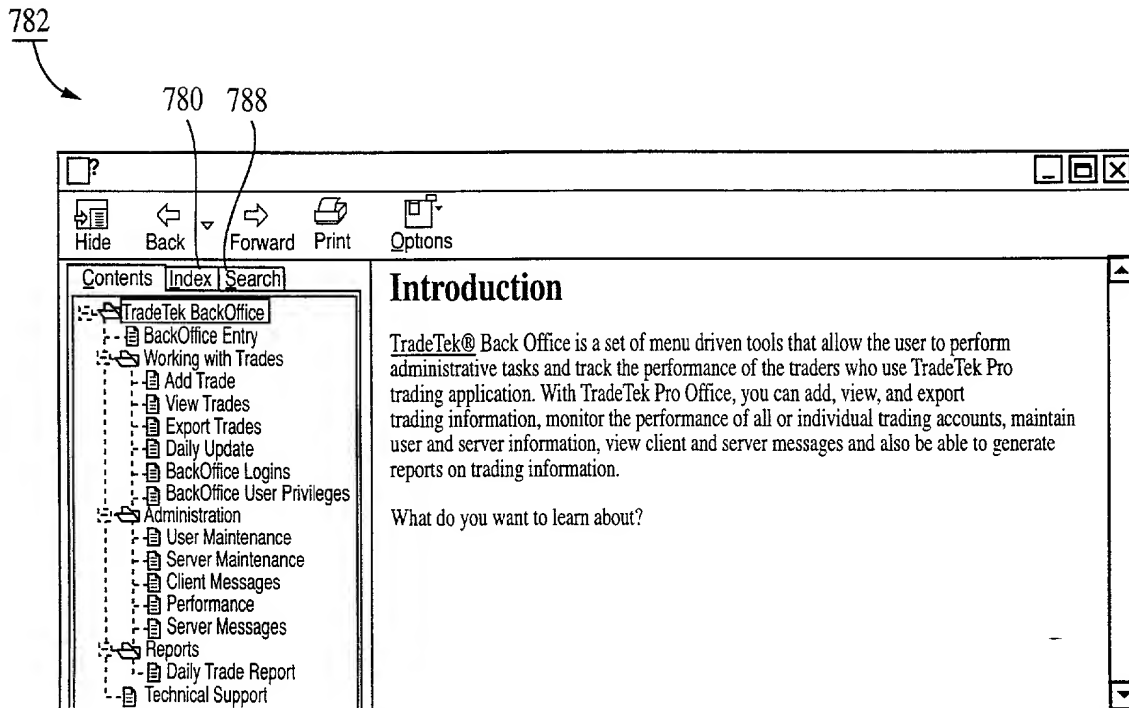 782
780 788
?
Hide Back Forward Print Options
Contents Index Search
TradeTek BackOffice
BackOffice Entry
Working with Trades
Add Trade
View Trades
Export Trades
Daily Update
BackOffice Logins
BackOffice User Privileges
Administration
User Maintenance
Server Maintenance
Client Messages
Performance
Server Messages
Reports
Daily Trade Report
Technical Support
Introduction
TradeTek® Back Office is a set of menu driven tools that allow the user to perform
administrative tasks and track the performance of the traders who use TradeTek Pro
trading application. With TradeTek Pro Office, you can add, view, and export
trading information, monitor the performance of all or individual trading accounts, maintain
user and server information, view client and server messages and also be able to generate
reports on trading information.
What do you want to learn about?